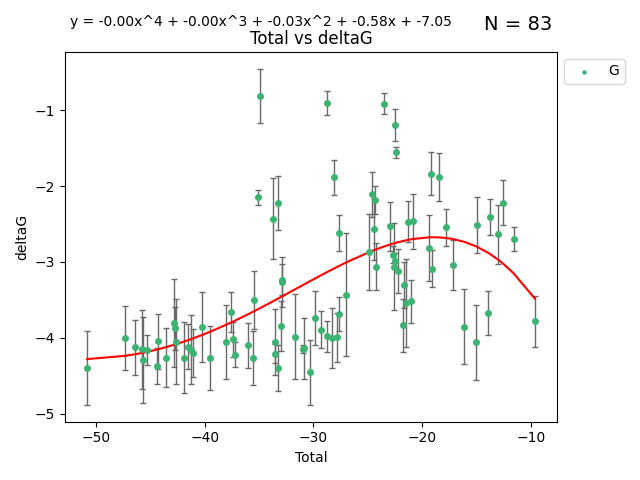 y = -0.00x^4 + -0.00x^3 + -0.03x^2 + -0.58x + -7.05
N = 83
Total vs deltaG
G
−1
−2
−3
−4
−5
deltaG
−50 −40 −30 −20 −10
Total